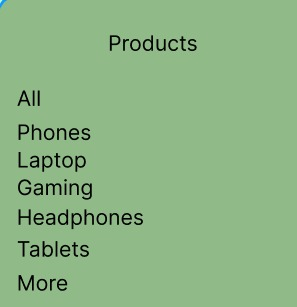 Products
All
Phones
Laptop
Gaming
Headphones
Tablets
More